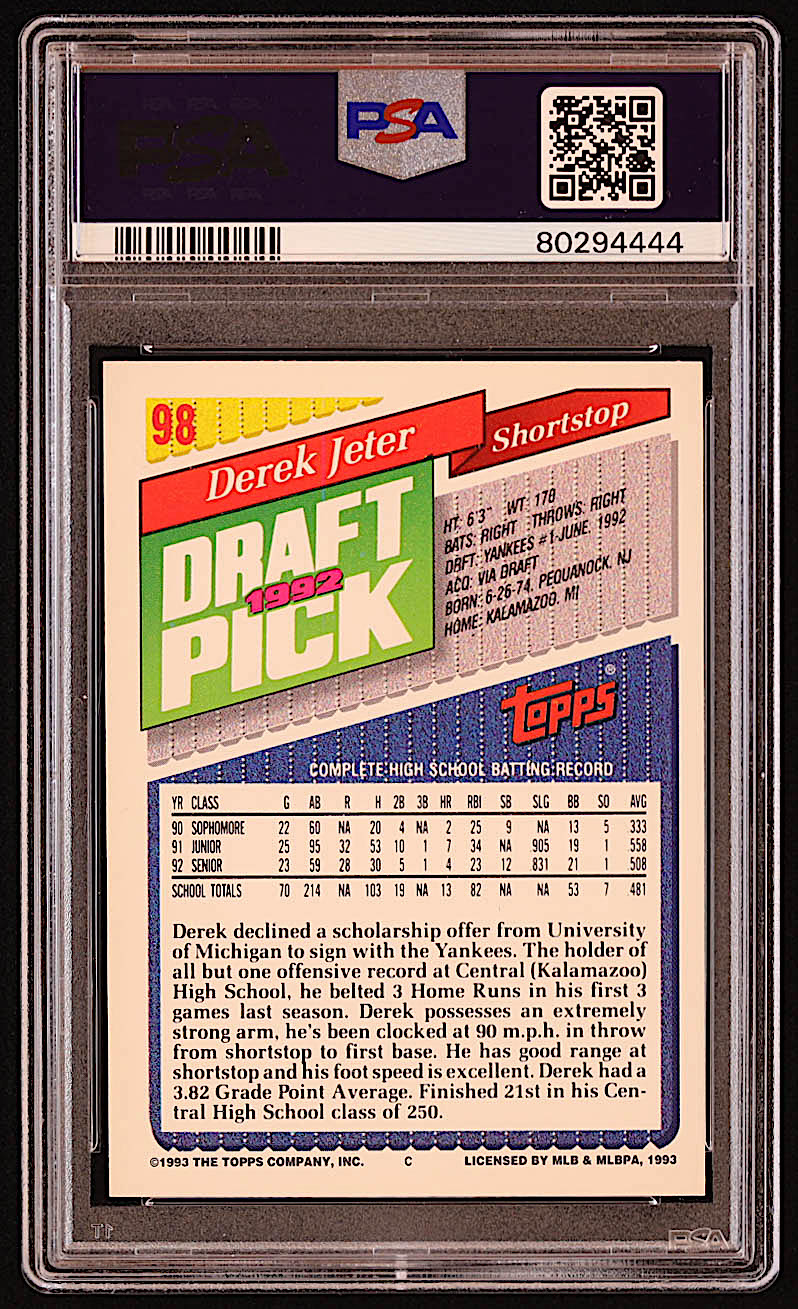 PSA PSA PSA
PSA
PSA PSA PSA
PSA
80294444
98
Derek Jeter
Shortstop
DRAFT
1992
PICK
HT: 6'3" WT: 178
BATS: RIGHT THROWS: RIGHT
DRFT: YANKEES #1-JUNE, 1992
ACQ: VIA DRAFT
BORN: 6-26-74, PEQUANOCK, NJ
HOME: KALAMAZOO, MI
Topps®
COMPLETE HIGH SCHOOL BATTING RECORD
YR CLASS G AB R H 2B 3B HR RBI SB SLG BB SO AVG
90 SOPHOMORE 22 60 NA 20 4 NA 2 25 9 NA 13 5 .333
91 JUNIOR 25 95 32 53 10 1 7 34 NA .905 19 1 .558
92 SENIOR 23 59 28 30 5 1 4 23 12 .831 21 1 .508
SCHOOL TOTALS 70 214 NA 103 19 NA 13 82 NA NA 53 7 .481
Derek declined a scholarship offer from University
of Michigan to sign with the Yankees. The holder of
all but one offensive record at Central (Kalamazoo)
High School, he belted 3 Home Runs in his first 3
games last season. Derek possesses an extremely
strong arm, he's been clocked at 90 m.p.h. in throw
from shortstop to first base. He has good range at
shortstop and his foot speed is excellent. Derek had a
3.82 Grade Point Average. Finished 21st in his Cen-
tral High School class of 250.
©1993 THE TOPPS COMPANY, INC. C LICENSED BY MLB & MLBPA, 1993
PSA